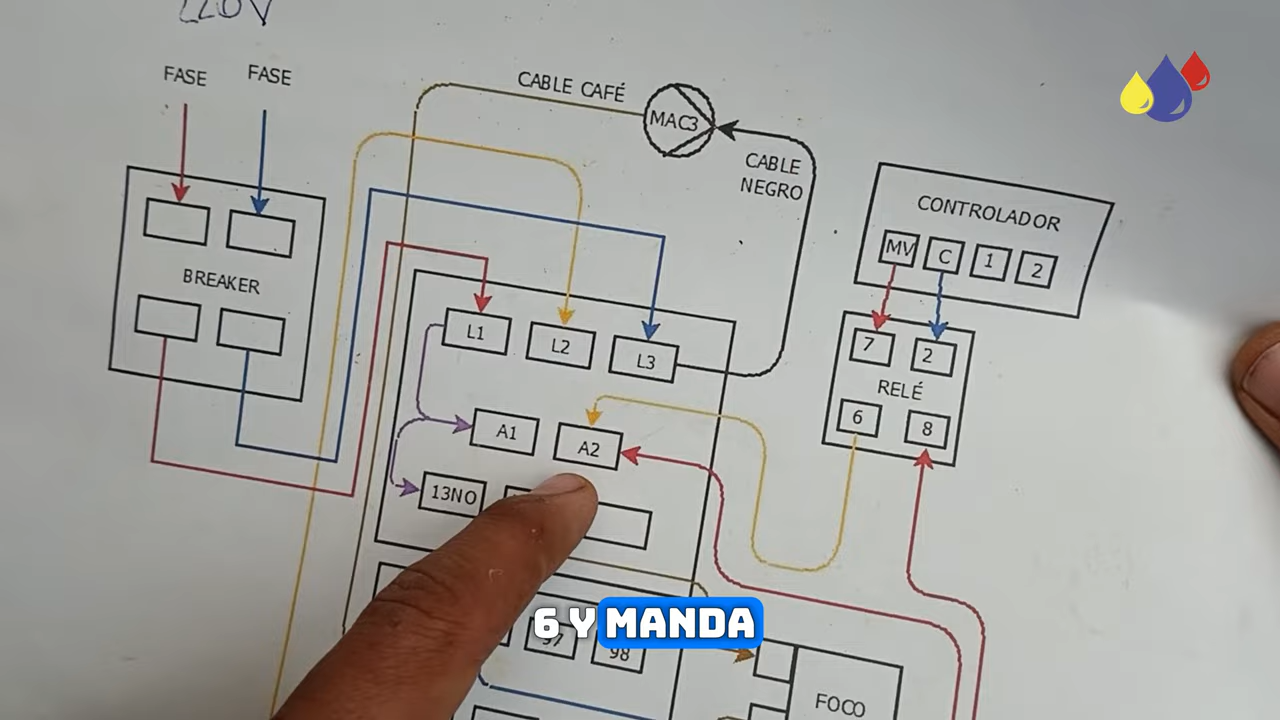 220V
FASE
FASE
CABLE CAFÉ
MAC3
CABLE
NEGRO
CONTROLADOR
MV
C
1
2
BREAKER
L1
L2
L3
7
2
RELÉ
6
8
A1
A2
13NO
6 Y MANDA
97
98
FOCO